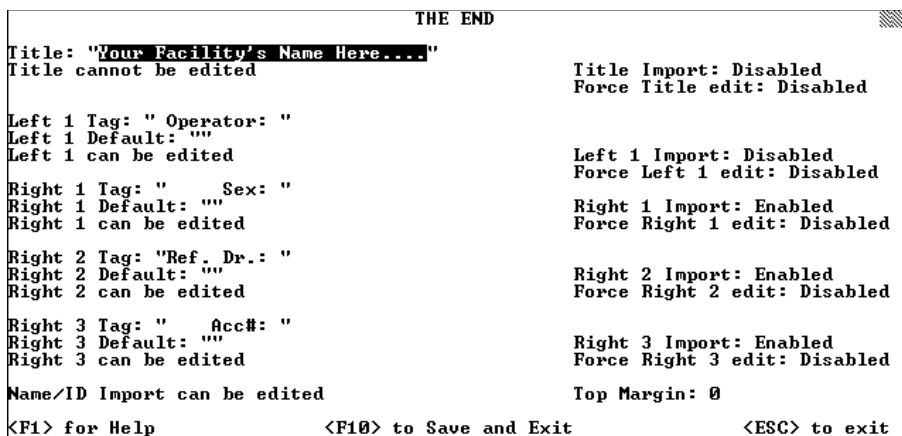 THE END
Title: "Your Facility's Name Here...."
Title cannot be edited Title Import: Disabled
Force Title edit: Disabled
Left 1 Tag: " Operator: "
Left 1 Default: ""
Left 1 can be edited Left 1 Import: Disabled
Force Left 1 edit: Disabled
Right 1 Tag: "     Sex: "
Right 1 Default: "" Right 1 Import: Enabled
Right 1 can be edited Force Right 1 edit: Disabled
Right 2 Tag: "Ref. Dr.: "
Right 2 Default: "" Right 2 Import: Enabled
Right 2 can be edited Force Right 2 edit: Disabled
Right 3 Tag: "    Acc#: "
Right 3 Default: "" Right 3 Import: Enabled
Right 3 can be edited Force Right 3 edit: Disabled
Name/ID Import can be edited Top Margin: 0
<F1> for Help <F10> to Save and Exit <ESC> to exit